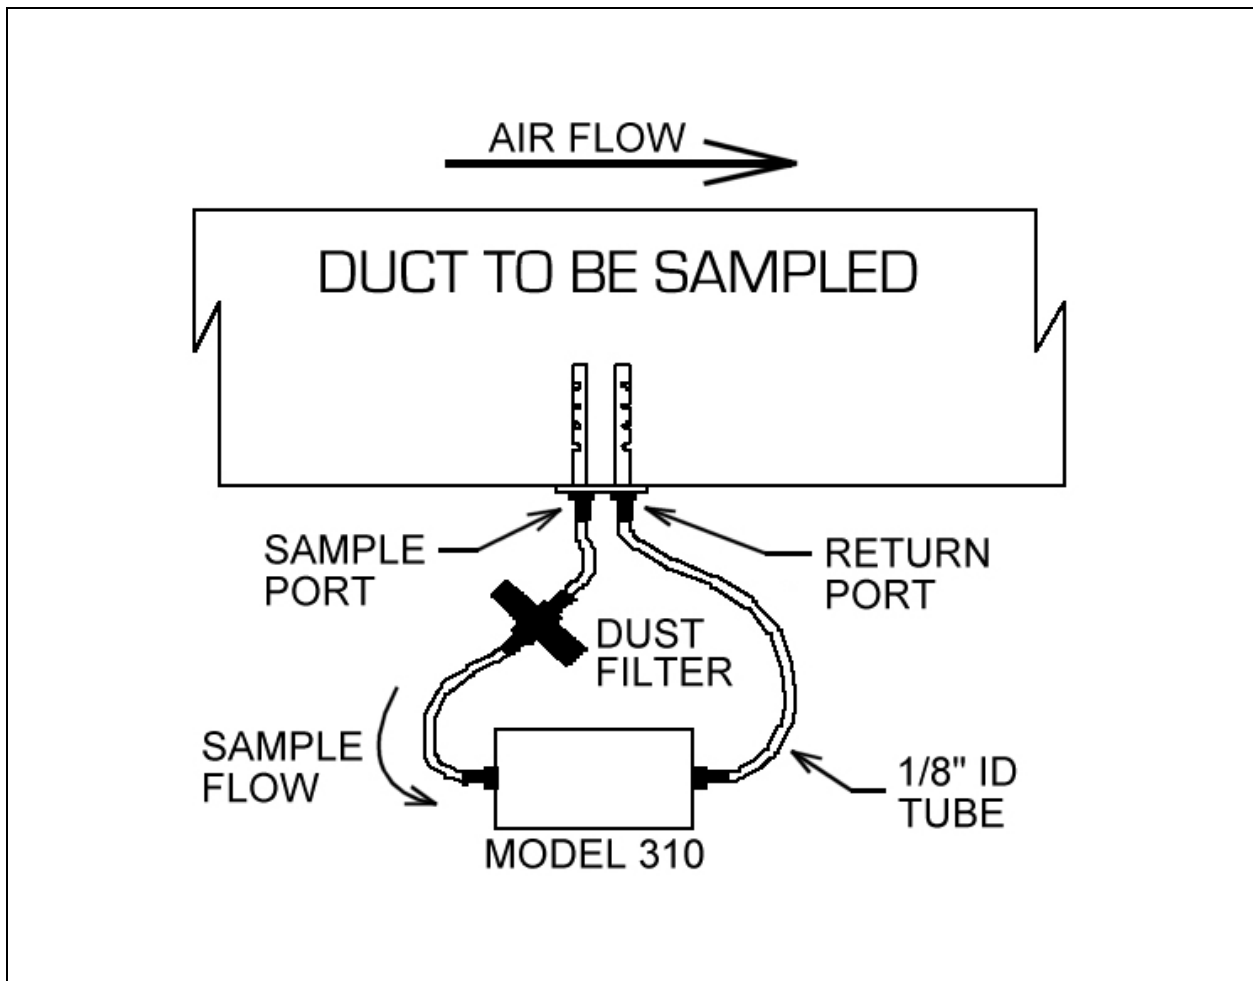 AIR FLOW
DUCT TO BE SAMPLED
SAMPLE
PORT
RETURN
PORT
DUST
FILTER
SAMPLE
FLOW
1/8" ID
TUBE
MODEL 310